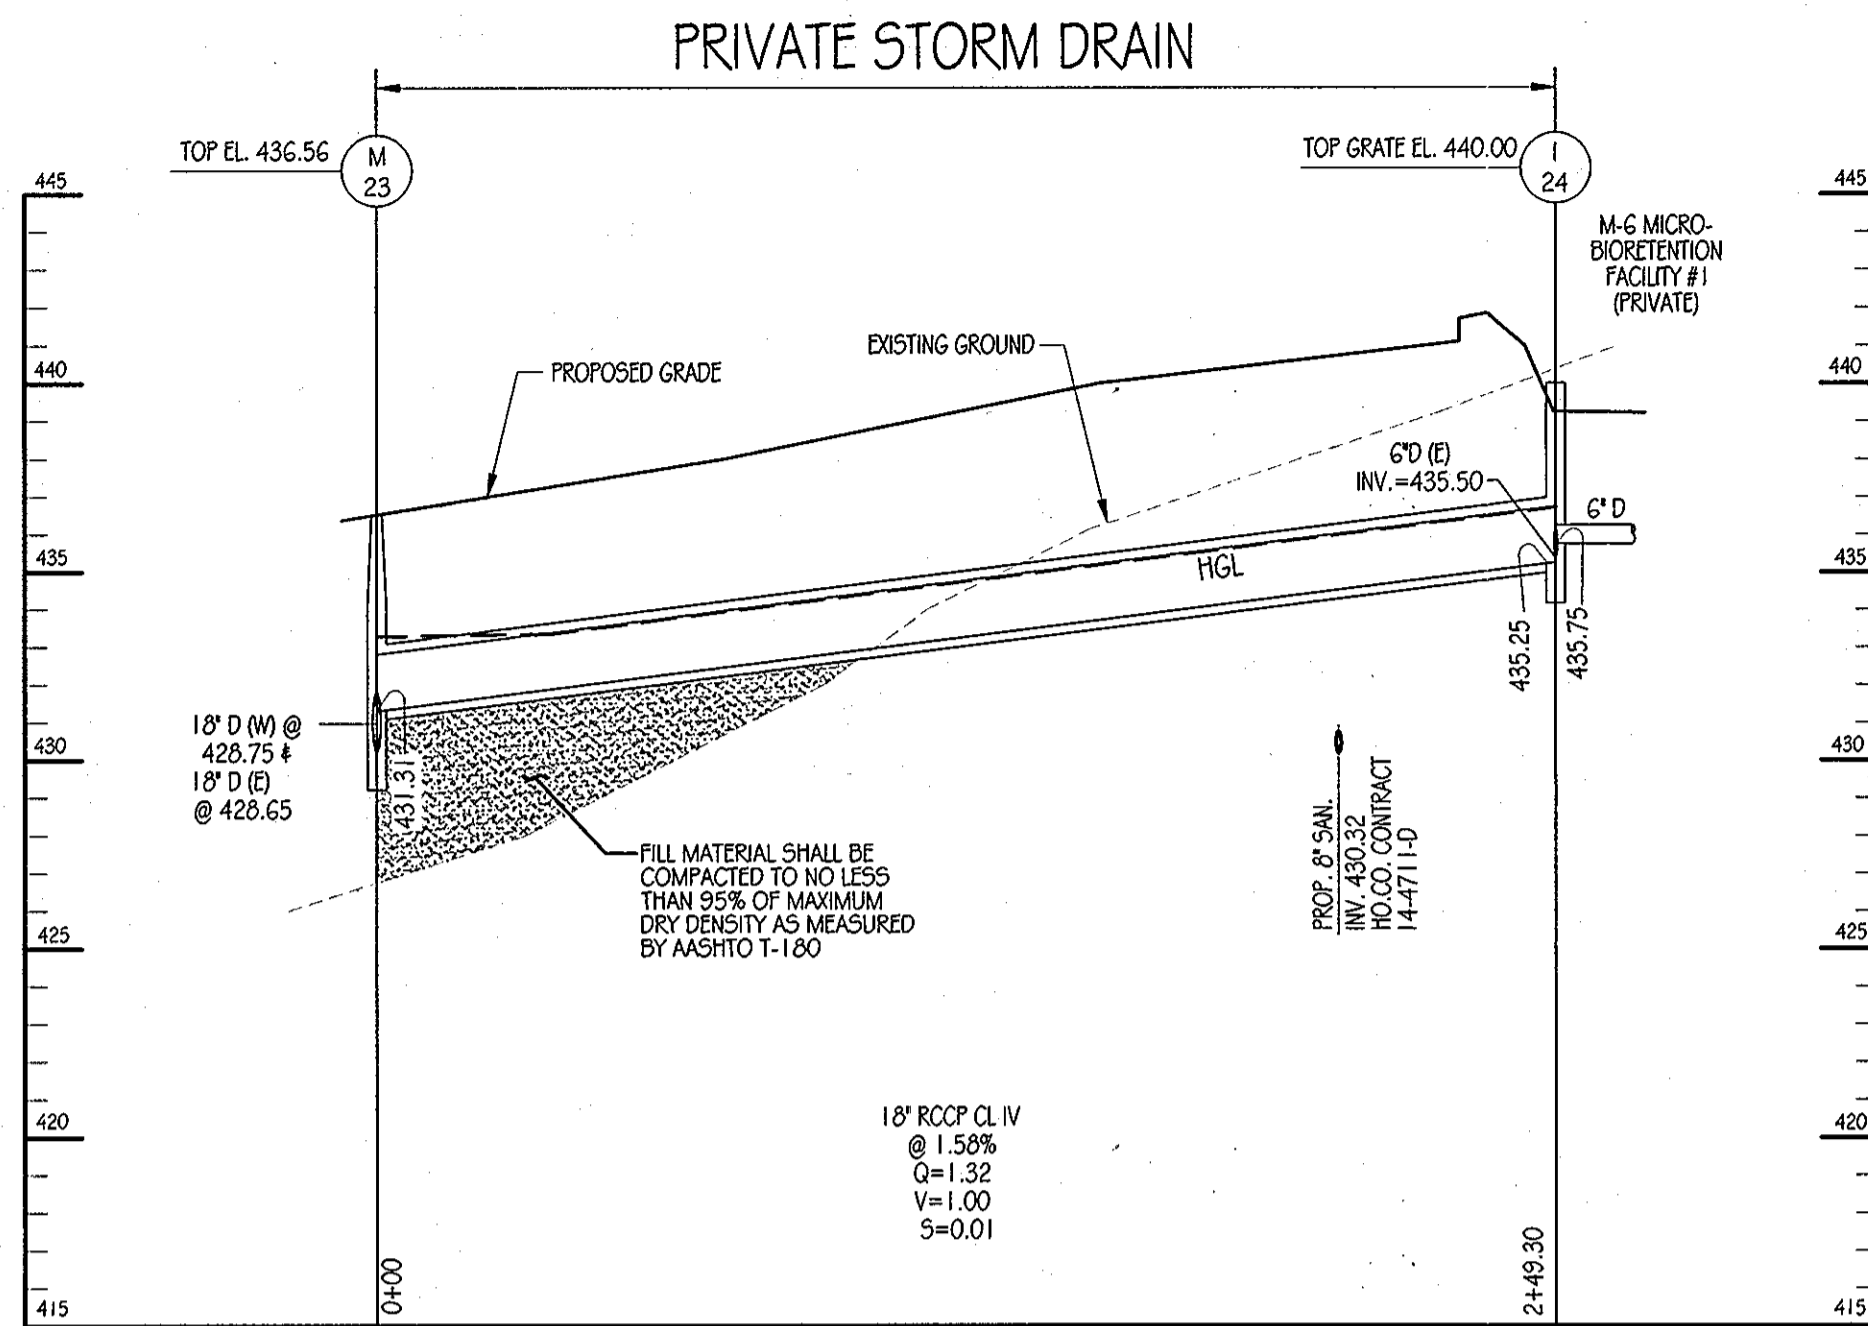 PRIVATE STORM DRAIN
TOP EL. 436.56
M
23
TOP GRATE EL. 440.00
I
24
445
445
M-6 MICRO-
BIORETENTION
FACILITY #1
(PRIVATE)
EXISTING GROUND
PROPOSED GRADE
440
440
6"D (E)
INV.=435.50
6" D
HGL
435
435
435.25
435.75
18" D (W) @
428.75 &
18" D (E)
@ 428.65
431.31
430
430
FILL MATERIAL SHALL BE
COMPACTED TO NO LESS
THAN 95% OF MAXIMUM
DRY DENSITY AS MEASURED
BY AASHTO T-180
PROP. 8" SAN.
INV. 430.32
HO.CO. CONTRACT
14-4711-D
425
425
18" RCCP CL IV
@ 1.58%
Q=1.32
V=1.00
S=0.01
420
420
0+00
2+49.30
415
415